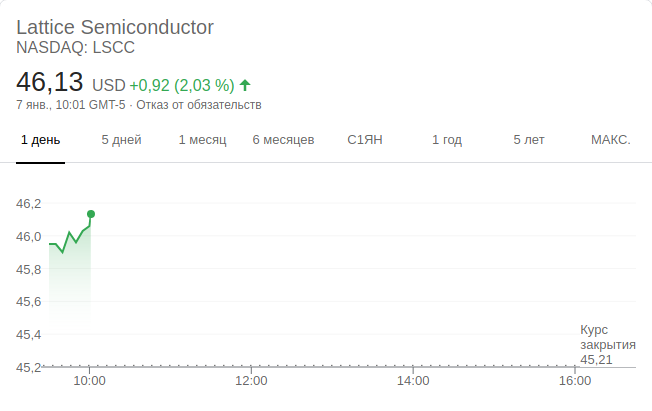 Lattice Semiconductor
NASDAQ: LSCC
46,13 USD +0,92 (2,03 %)
7 янв., 10:01 GMT-5 · Отказ от обязательств
1 день 5 дней 1 месяц 6 месяцев С1ЯН 1 год 5 лет МАКС.
46,2
46,0
45,8
45,6
45,4
45,2
Курс
закрытия
45,21
10:00 12:00 14:00 16:00